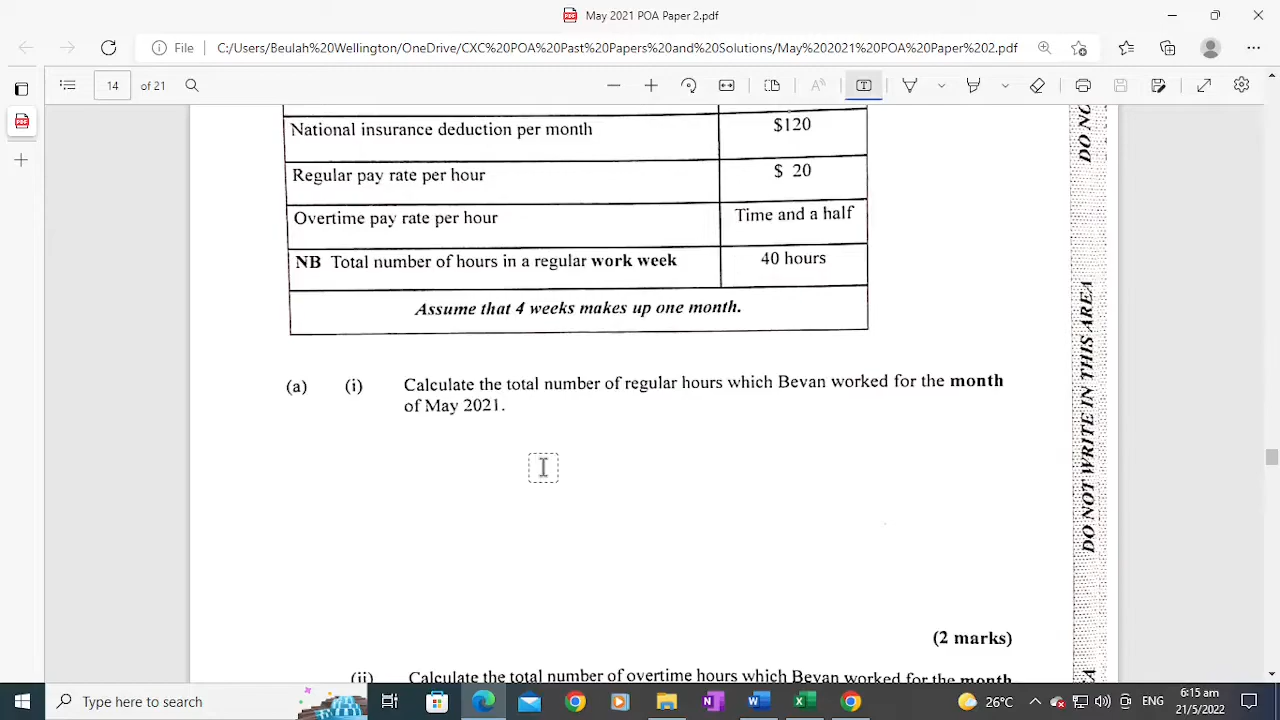 May 2021 POA Paper 2.pdf
File C:/Users/Beulah%20Wellington/OneDrive/CXC%20POA%20Past%20Papers%20and%20Solutions/May%202021%20POA%20Paper%202.pdf
14 of 21
National insurance deduction per month $120
Regular pay rate per hour $ 20
Overtime pay rate per hour Time and a half
NB Total number of hours in a regular work week 40 hours
Assume that 4 weeks makes up one month.
(a) (i) Calculate the total number of regular hours which Bevan worked for the month
of May 2021.
(2 marks)
(ii) Calculate the total number of overtime hours which Bevan worked for the month
DO NOT WRITE IN THIS AREA
DO NO
A
Type here to search
26°C
ENG
6:15 am
21/5/2022